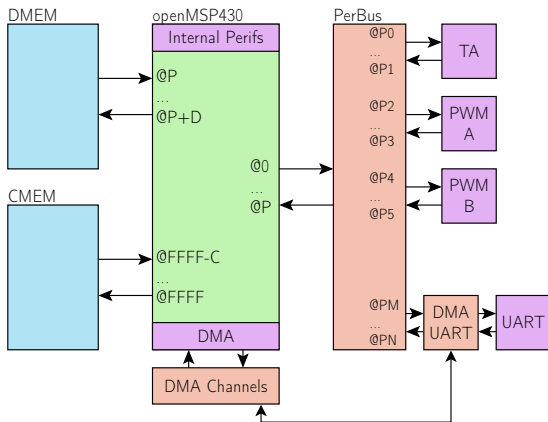 DMEM
openMSP430
PerBus
Internal Perifs
@P
...
@P+D
@0
...
@P
CMEM
@FFFF-C
...
@FFFF
DMA
DMA Channels
@P0
...
@P1
TA
@P2
...
@P3
PWM
A
@P4
...
@P5
PWM
B
@PM
...
@PN
DMA
UART
UART